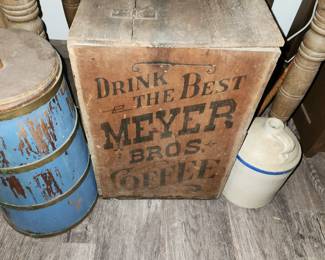 DRINK THE BEST
MEYER
BROS.
COFFEE